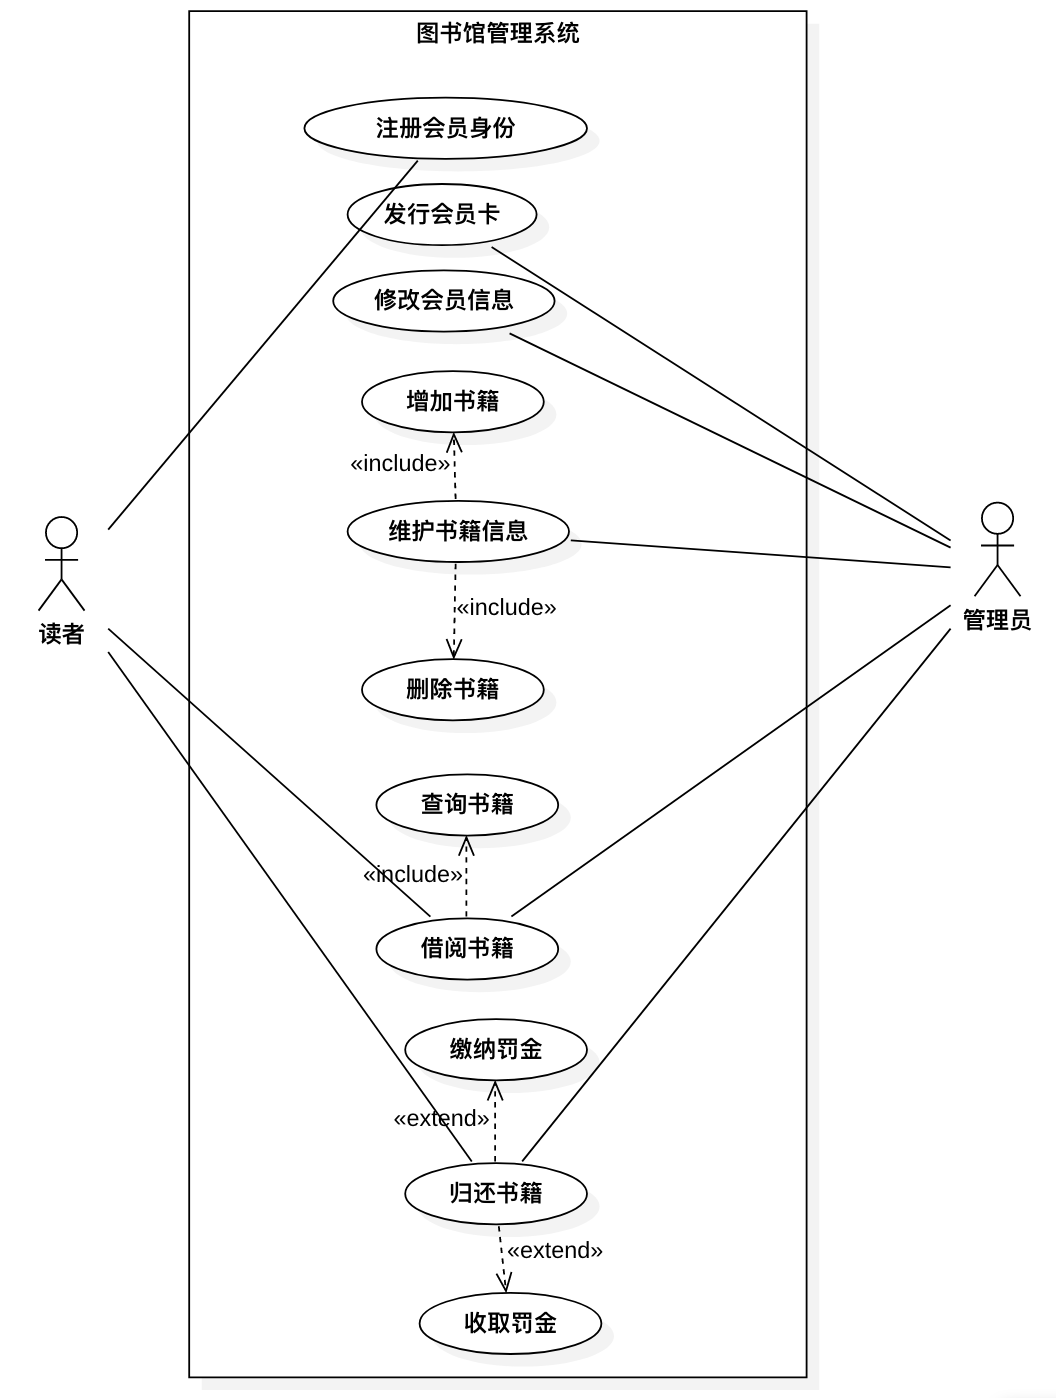 图书馆管理系统
注册会员身份
发行会员卡
修改会员信息
增加书籍
«include»
维护书籍信息
«include»
读者
管理员
删除书籍
查询书籍
«include»
借阅书籍
缴纳罚金
«extend»
归还书籍
«extend»
收取罚金